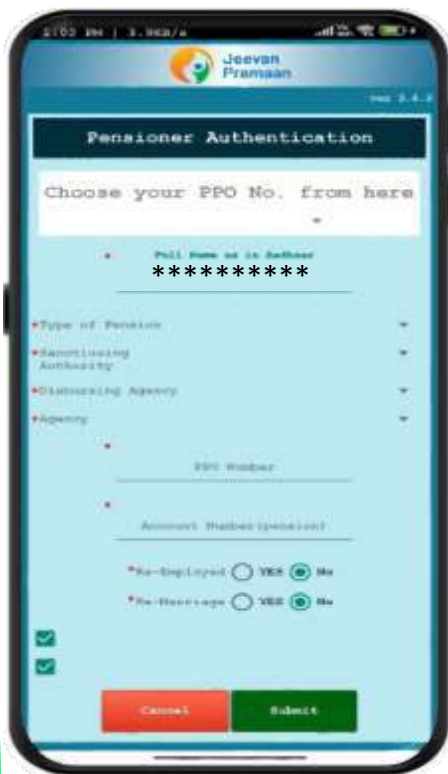 Jeevan
Pramaan
Pensioner Authentication
Choose your PPO No. from here
* Full Name as in Aadhaar
**********
*Type of Pension
*Sanctioning
Authority
*Disbursing Agency
*Agency
*
PPO Number
*
Account Number(pension)
*Re-Employed YES No
*Re-Marriage YES No
Cancel Submit